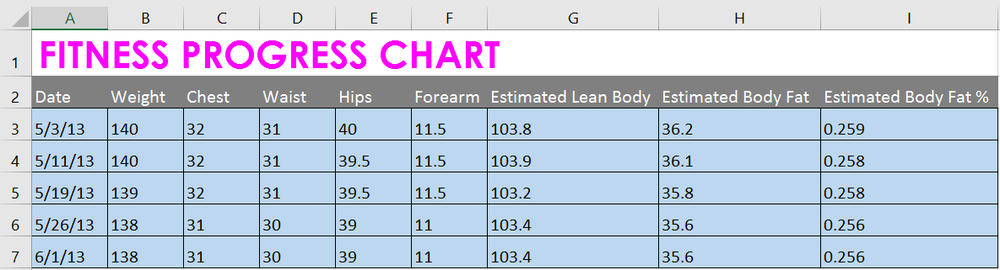 A B C D E F G H I
1 FITNESS PROGRESS CHART
2 Date Weight Chest Waist Hips Forearm Estimated Lean Body Estimated Body Fat Estimated Body Fat %
3 5/3/13 140 32 31 40 11.5 103.8 36.2 0.259
4 5/11/13 140 32 31 39.5 11.5 103.9 36.1 0.258
5 5/19/13 139 32 31 39.5 11.5 103.2 35.8 0.258
6 5/26/13 138 31 30 39 11 103.4 35.6 0.256
7 6/1/13 138 31 30 39 11 103.4 35.6 0.256